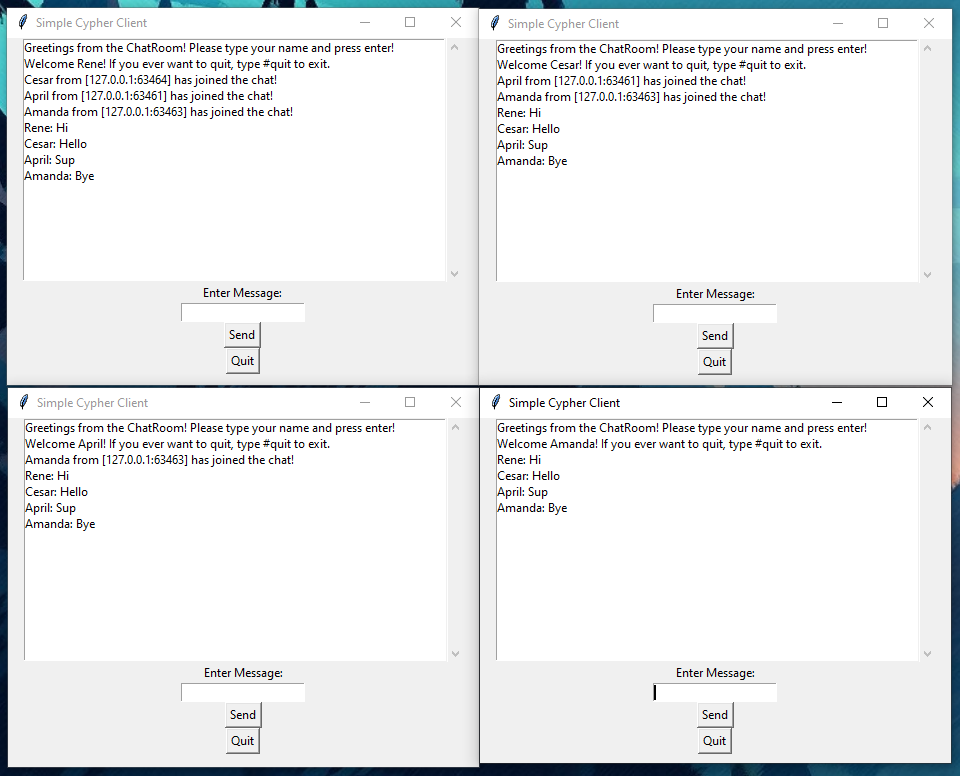 Simple Cypher Client
Greetings from the ChatRoom! Please type your name and press enter!
Welcome Rene! If you ever want to quit, type #quit to exit.
Cesar from [127.0.0.1:63464] has joined the chat!
April from [127.0.0.1:63461] has joined the chat!
Amanda from [127.0.0.1:63463] has joined the chat!
Rene: Hi
Cesar: Hello
April: Sup
Amanda: Bye
Enter Message:
Send
Quit
Simple Cypher Client
Greetings from the ChatRoom! Please type your name and press enter!
Welcome Cesar! If you ever want to quit, type #quit to exit.
April from [127.0.0.1:63461] has joined the chat!
Amanda from [127.0.0.1:63463] has joined the chat!
Rene: Hi
Cesar: Hello
April: Sup
Amanda: Bye
Enter Message:
Send
Quit
Simple Cypher Client
Greetings from the ChatRoom! Please type your name and press enter!
Welcome April! If you ever want to quit, type #quit to exit.
Amanda from [127.0.0.1:63463] has joined the chat!
Rene: Hi
Cesar: Hello
April: Sup
Amanda: Bye
Enter Message:
Send
Quit
Simple Cypher Client
Greetings from the ChatRoom! Please type your name and press enter!
Welcome Amanda! If you ever want to quit, type #quit to exit.
Rene: Hi
Cesar: Hello
April: Sup
Amanda: Bye
Enter Message:
Send
Quit